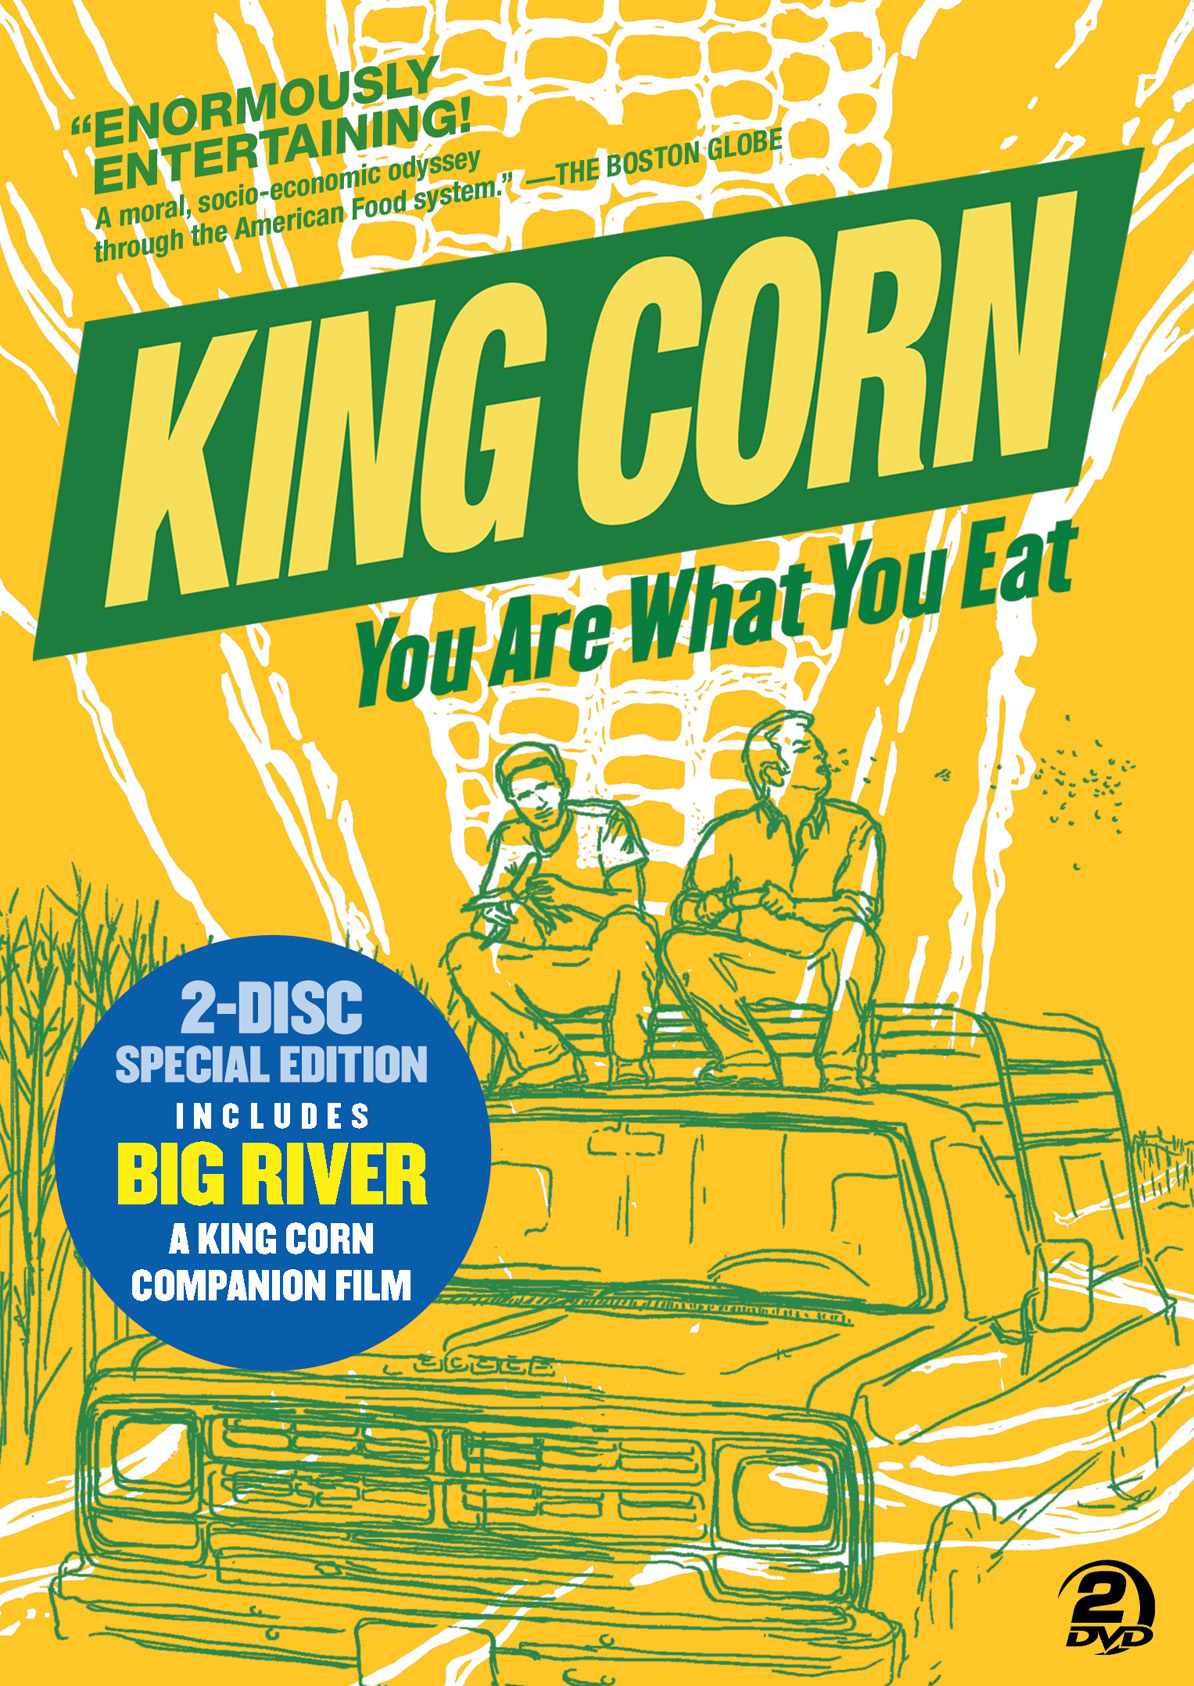 “ENORMOUSLY
ENTERTAINING!
A moral, socio-economic odyssey
through the American Food system.” —THE BOSTON GLOBE
KING CORN
You Are What You Eat
2-DISC
SPECIAL EDITION
INCLUDES
BIG RIVER
A KING CORN
COMPANION FILM
2
DVD